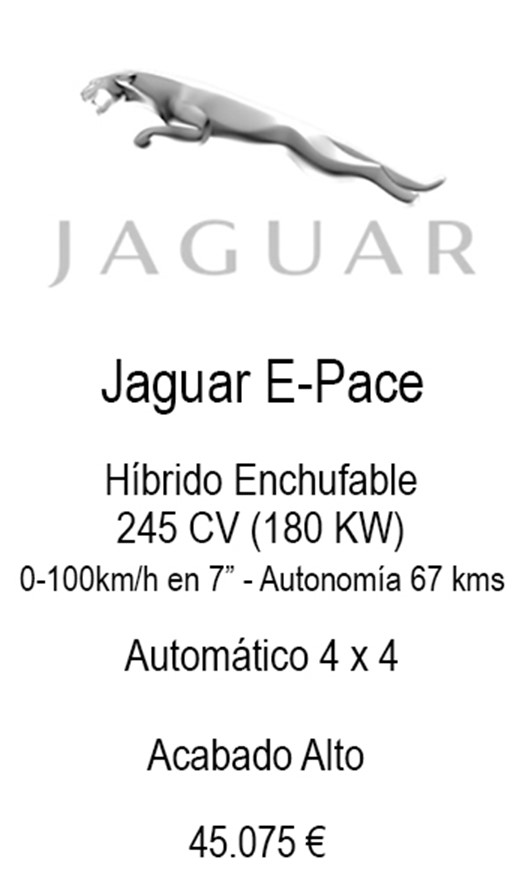 JAGUAR
Jaguar E-Pace
Híbrido Enchufable
245 CV (180 KW)
0-100km/h en 7” - Autonomía 67 kms
Automático 4 x 4
Acabado Alto
45.075 €